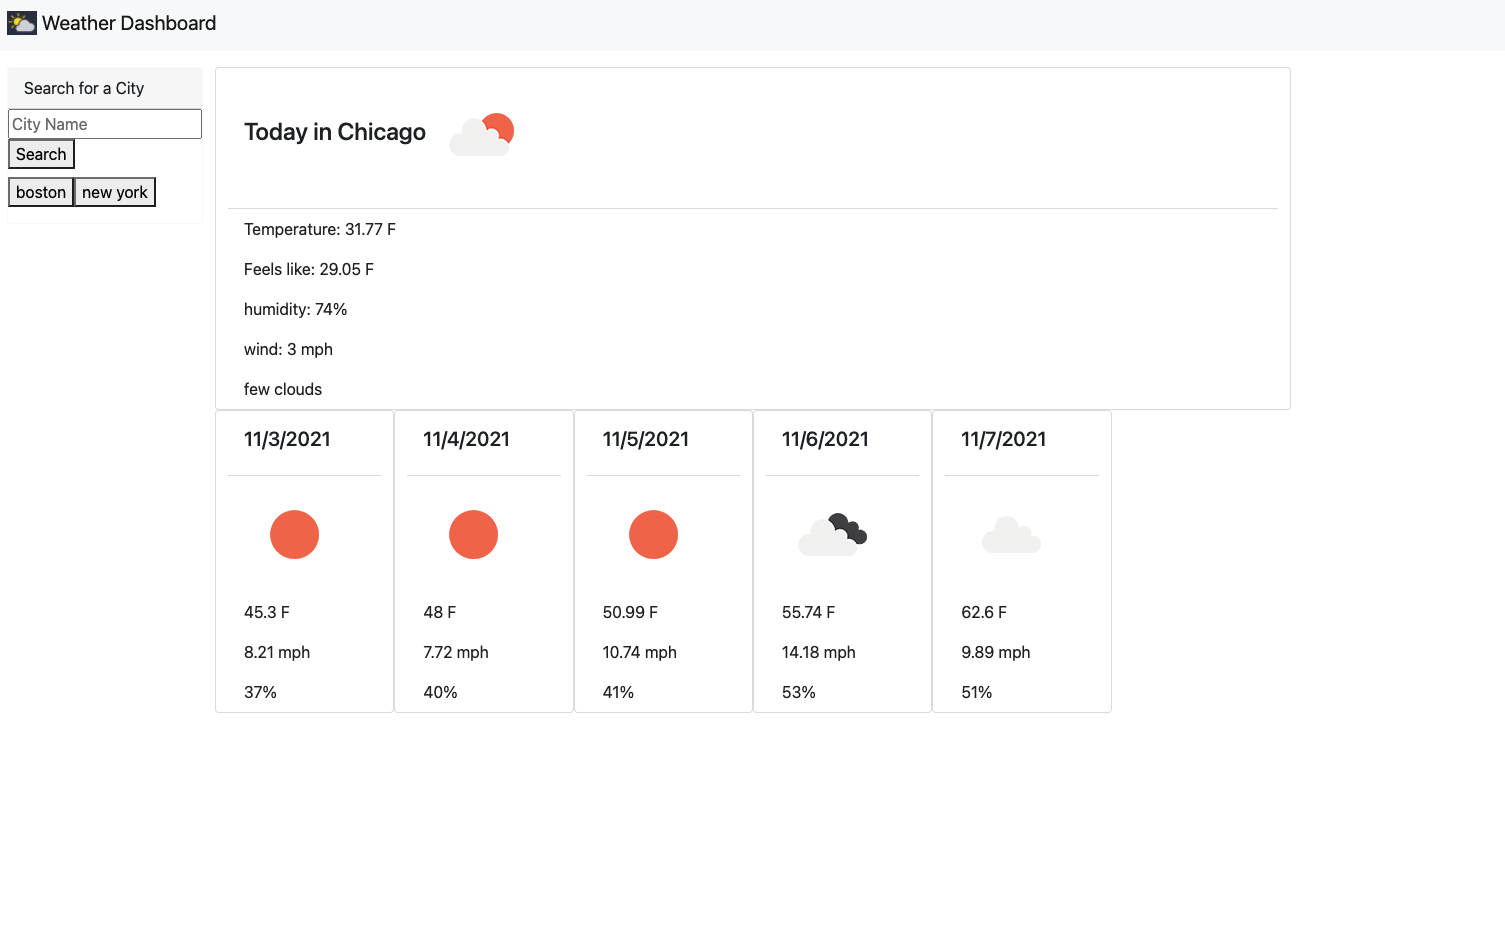 Weather Dashboard
Search for a City
City Name
Search
boston new york
Today in Chicago
Temperature: 31.77 F
Feels like: 29.05 F
humidity: 74%
wind: 3 mph
few clouds
11/3/2021 11/4/2021 11/5/2021 11/6/2021 11/7/2021
45.3 F 48 F 50.99 F 55.74 F 62.6 F
8.21 mph 7.72 mph 10.74 mph 14.18 mph 9.89 mph
37% 40% 41% 53% 51%